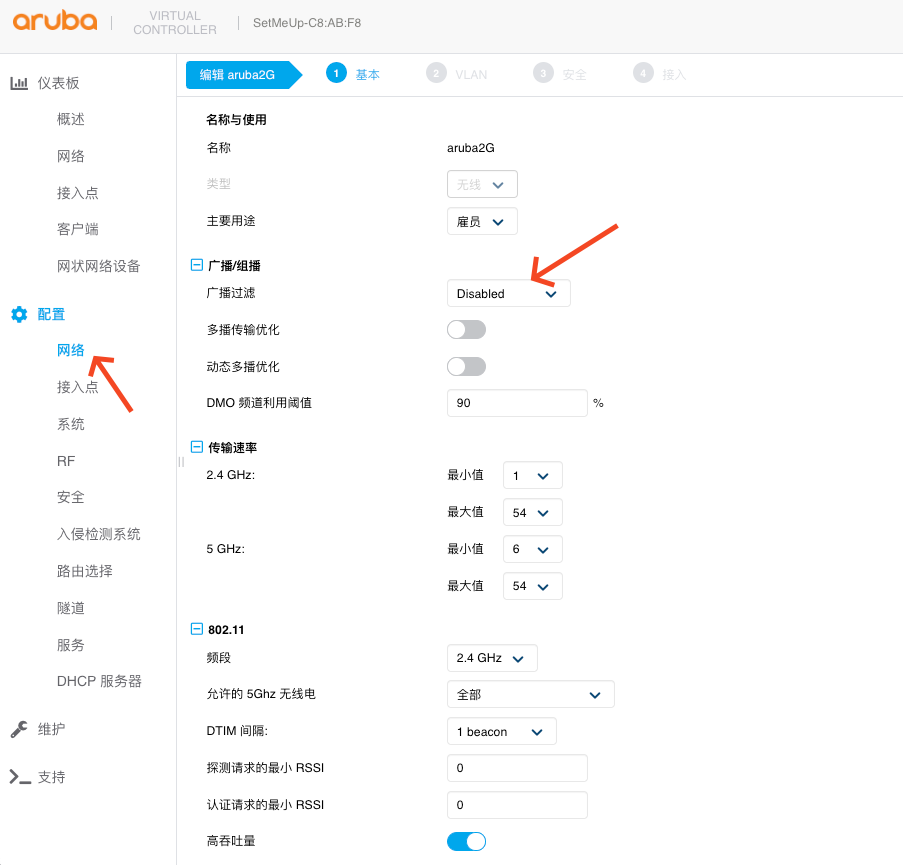 aruba
VIRTUAL
CONTROLLER
SetMeUp-C8:AB:F8
仪表板
概述
网络
接入点
客户端
网状网络设备
配置
网络
接入点
系统
RF
安全
入侵检测系统
路由选择
隧道
服务
DHCP 服务器
维护
支持
编辑 aruba2G
1 基本
2 VLAN
3 安全
4 接入
名称与使用
名称 aruba2G
类型 无线
主要用途 雇员
广播/组播
广播过滤 Disabled
多播传输优化
动态多播优化
DMO 频道利用阈值 90 %
传输速率
2.4 GHz: 最小值 1
最大值 54
5 GHz: 最小值 6
最大值 54
802.11
频段 2.4 GHz
允许的 5Ghz 无线电 全部
DTIM 间隔: 1 beacon
探测请求的最小 RSSI 0
认证请求的最小 RSSI 0
高吞吐量